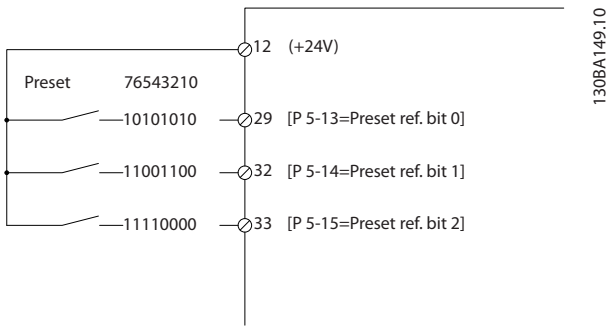 12 (+24V)
Preset 76543210
10101010 29 [P 5-13=Preset ref. bit 0]
11001100 32 [P 5-14=Preset ref. bit 1]
11110000 33 [P 5-15=Preset ref. bit 2]
130BA149.10